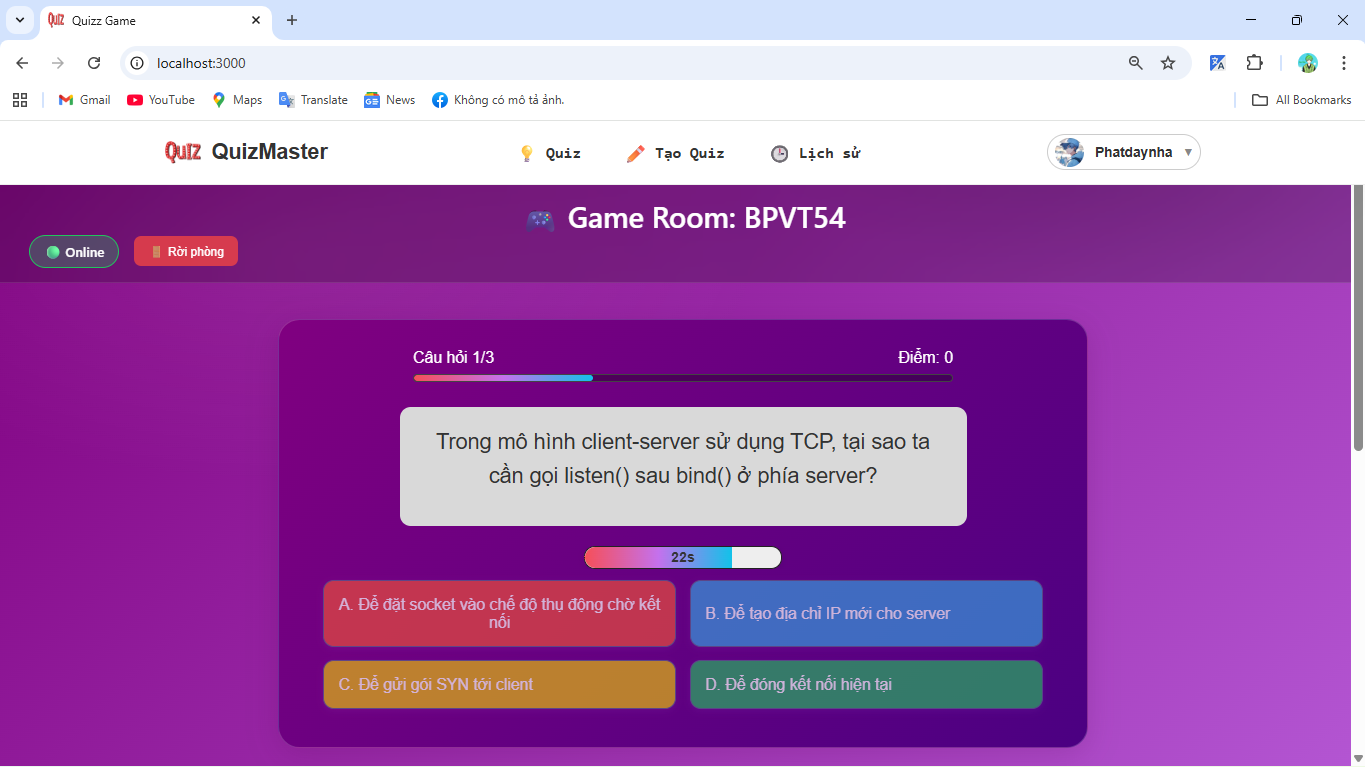 Quizz Game
localhost:3000
Gmail
YouTube
Maps
Translate
News
Không có mô tả ảnh.
All Bookmarks
QUIZ QuizMaster
Quiz
Tạo Quiz
Lịch sử
Phatdaynha
Game Room: BPVT54
Online
Rời phòng
Câu hỏi 1/3
Điểm: 0
Trong mô hình client-server sử dụng TCP, tại sao ta
cần gọi listen() sau bind() ở phía server?
22s
A. Để đặt socket vào chế độ thụ động chờ kết
nối
B. Để tạo địa chỉ IP mới cho server
C. Để gửi gói SYN tới client
D. Để đóng kết nối hiện tại